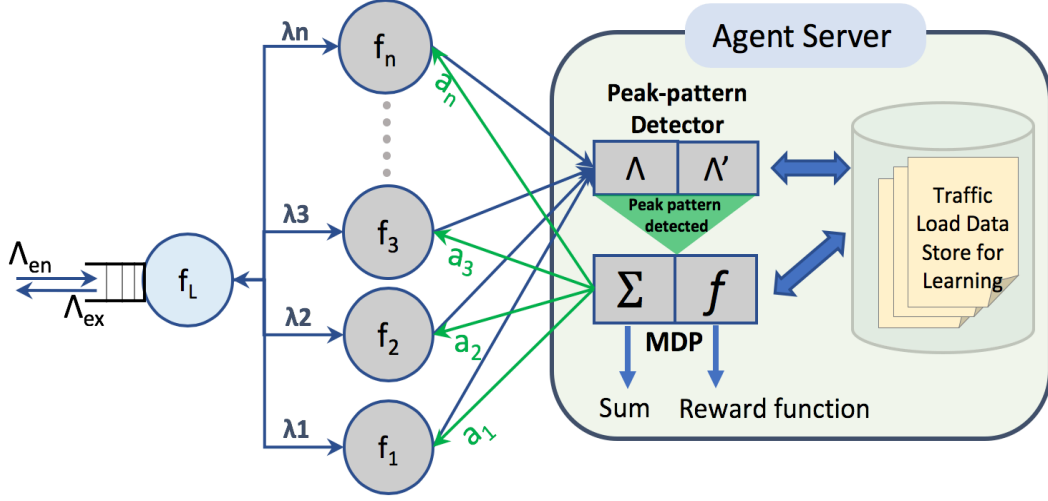 Agent Server
λn
fn
an
Peak-pattern
Detector
Λ
Λ'
Peak pattern
detected
Traffic
Load Data
Store for
Learning
λ3
f3
a3
Λen
Λex
fL
Σ
f
MDP
λ2
f2
a2
Sum
Reward function
λ1
f1
a1